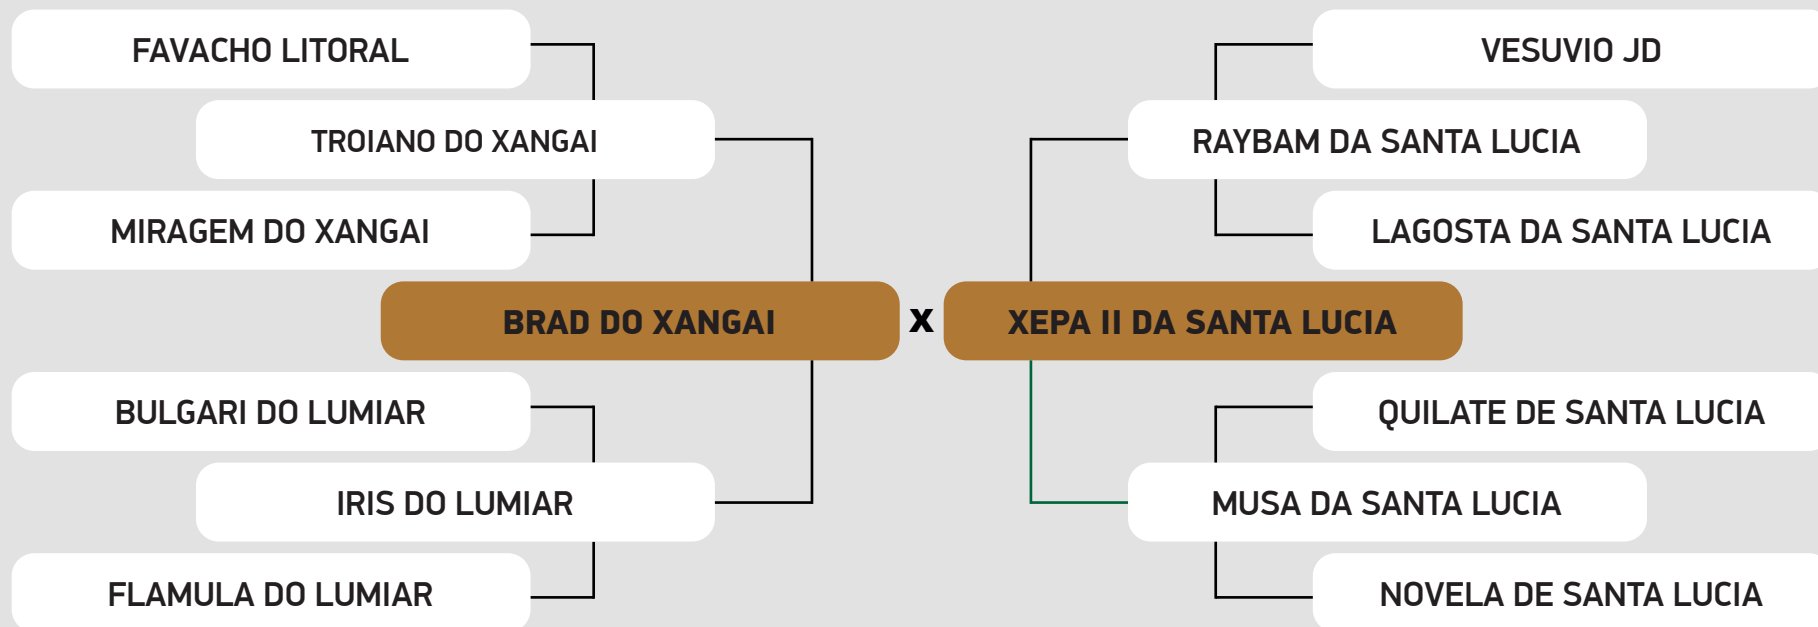 FAVACHO LITORAL
VESUVIO JD
TROIANO DO XANGAI
RAYBAM DA SANTA LUCIA
MIRAGEM DO XANGAI
LAGOSTA DA SANTA LUCIA
BRAD DO XANGAI x XEPA II DA SANTA LUCIA
BULGARI DO LUMIAR
QUILATE DE SANTA LUCIA
IRIS DO LUMIAR
MUSA DA SANTA LUCIA
FLAMULA DO LUMIAR
NOVELA DE SANTA LUCIA